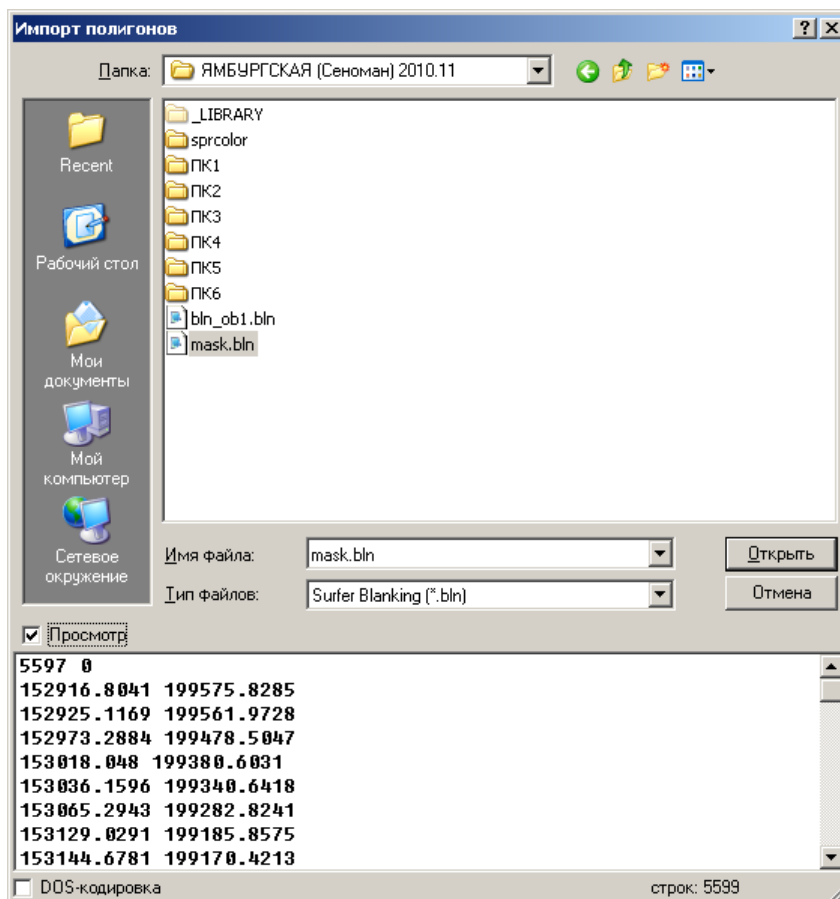 Импорт полигонов
Папка: ЯМБУРГСКАЯ (Сеноман) 2010.11
Recent
Рабочий стол
Мои
документы
Мой
компьютер
Сетевое
окружение
_LIBRARY
sprcolor
ПК1
ПК2
ПК3
ПК4
ПК5
ПК6
bln_ob1.bln
mask.bln
Имя файла: mask.bln Открыть
Тип файлов: Surfer Blanking (*.bln) Отмена
Просмотр
5597 0
152916.8041 199575.8285
152925.1169 199561.9728
152973.2884 199478.5047
153018.048 199380.6031
153036.1596 199340.6418
153065.2943 199282.8241
153129.0291 199185.8575
153144.6781 199170.4213
DOS-кодировка строк: 5599